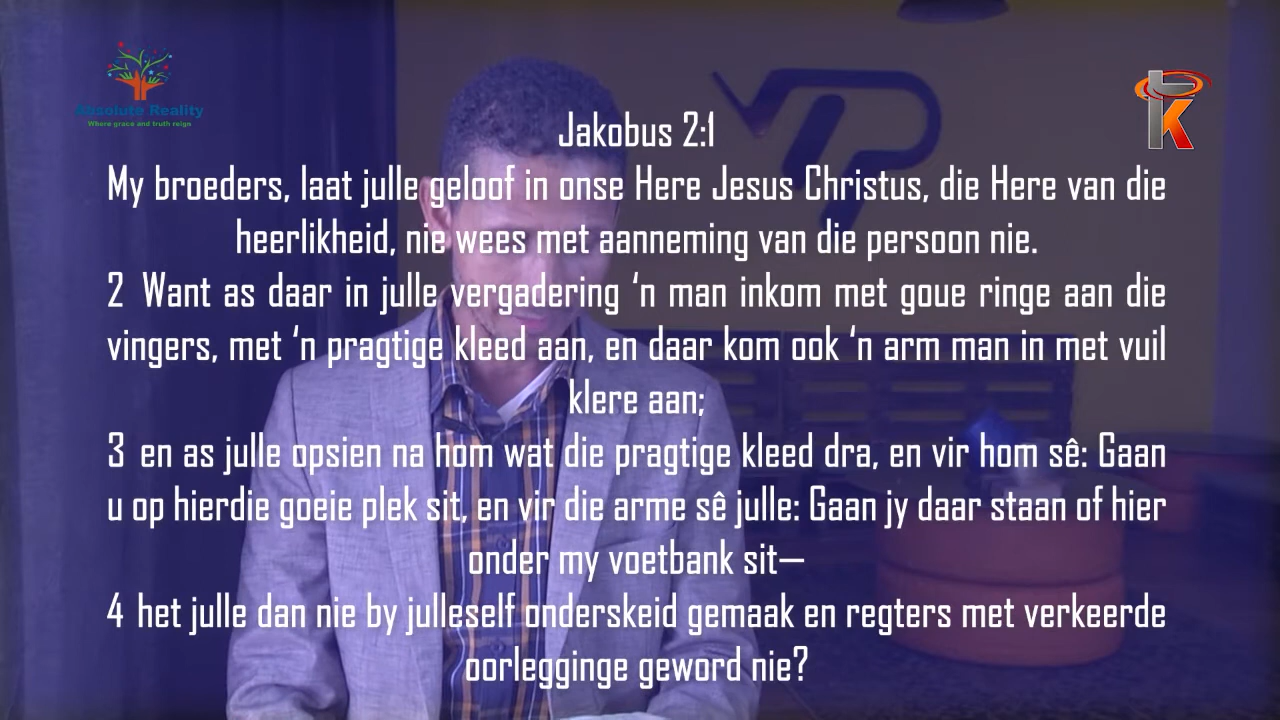 Absolute Reality
Where grace and truth reign
Jakobus 2:1
My broeders, laat julle geloof in onse Here Jesus Christus, die Here van die
heerlikheid, nie wees met aanneming van die persoon nie.
2 Want as daar in julle vergadering ‘n man inkom met goue ringe aan die
vingers, met ‘n pragtige kleed aan, en daar kom ook ‘n arm man in met vuil
klere aan;
3 en as julle opsien na hom wat die pragtige kleed dra, en vir hom sê: Gaan
u op hierdie goeie plek sit, en vir die arme sê julle: Gaan jy daar staan of hier
onder my voetbank sit—
4 het julle dan nie by julleself onderskeid gemaak en regters met verkeerde
oorlegginge geword nie?